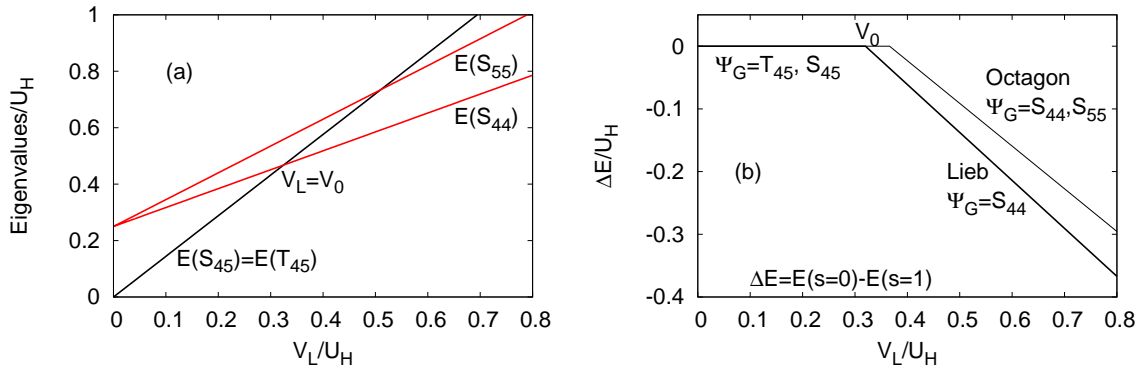 (a)
Eigenvalues/U_H
1
0.8
0.6
0.4
0.2
0
E(S_55)
E(S_44)
V_L=V_0
E(S_45)=E(T_45)
0 0.1 0.2 0.3 0.4 0.5 0.6 0.7 0.8
V_L/U_H
(b)
ΔE/U_H
0
-0.1
-0.2
-0.3
-0.4
V_0
Ψ_G=T_45, S_45
Octagon
Ψ_G=S_44,S_55
Lieb
Ψ_G=S_44
ΔE=E(s=0)-E(s=1)
0 0.1 0.2 0.3 0.4 0.5 0.6 0.7 0.8
V_L/U_H